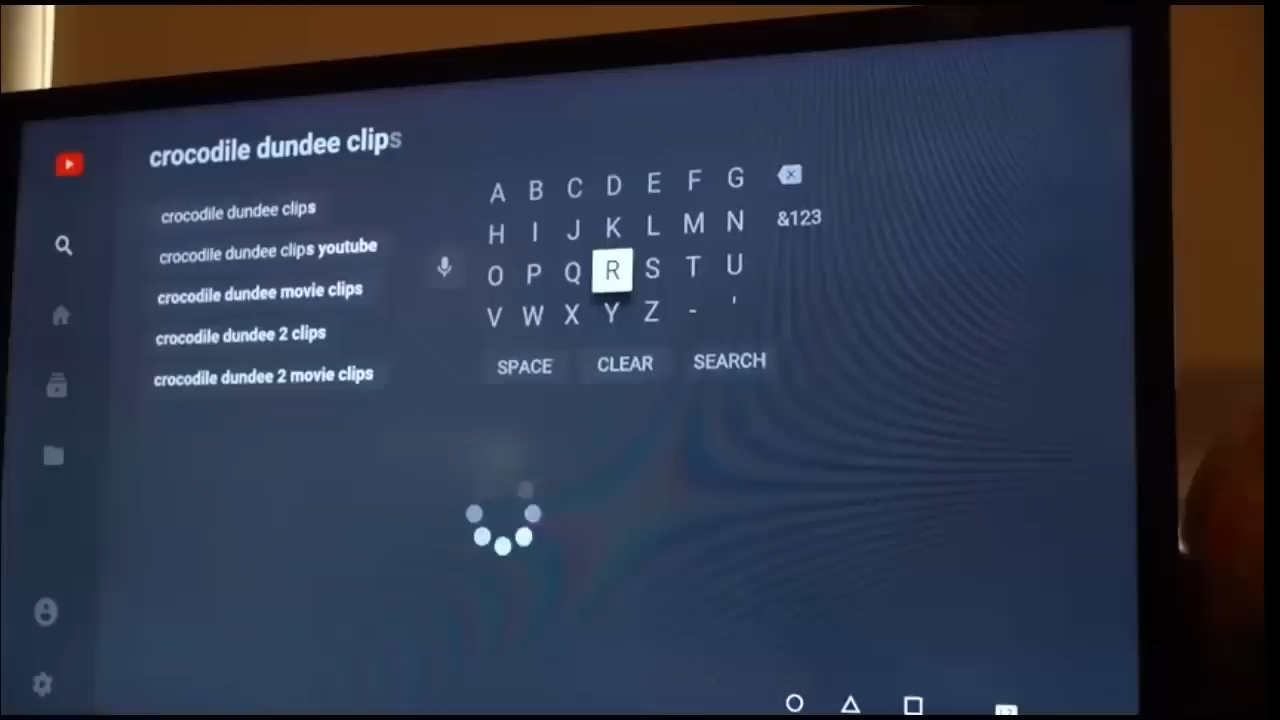 crocodile dundee clips
crocodile dundee clips
crocodile dundee clips youtube
crocodile dundee movie clips
crocodile dundee 2 clips
crocodile dundee 2 movie clips
A B C D E F G
H I J K L M N &123
O P Q R S T U
V W X Y Z - '
SPACE CLEAR SEARCH